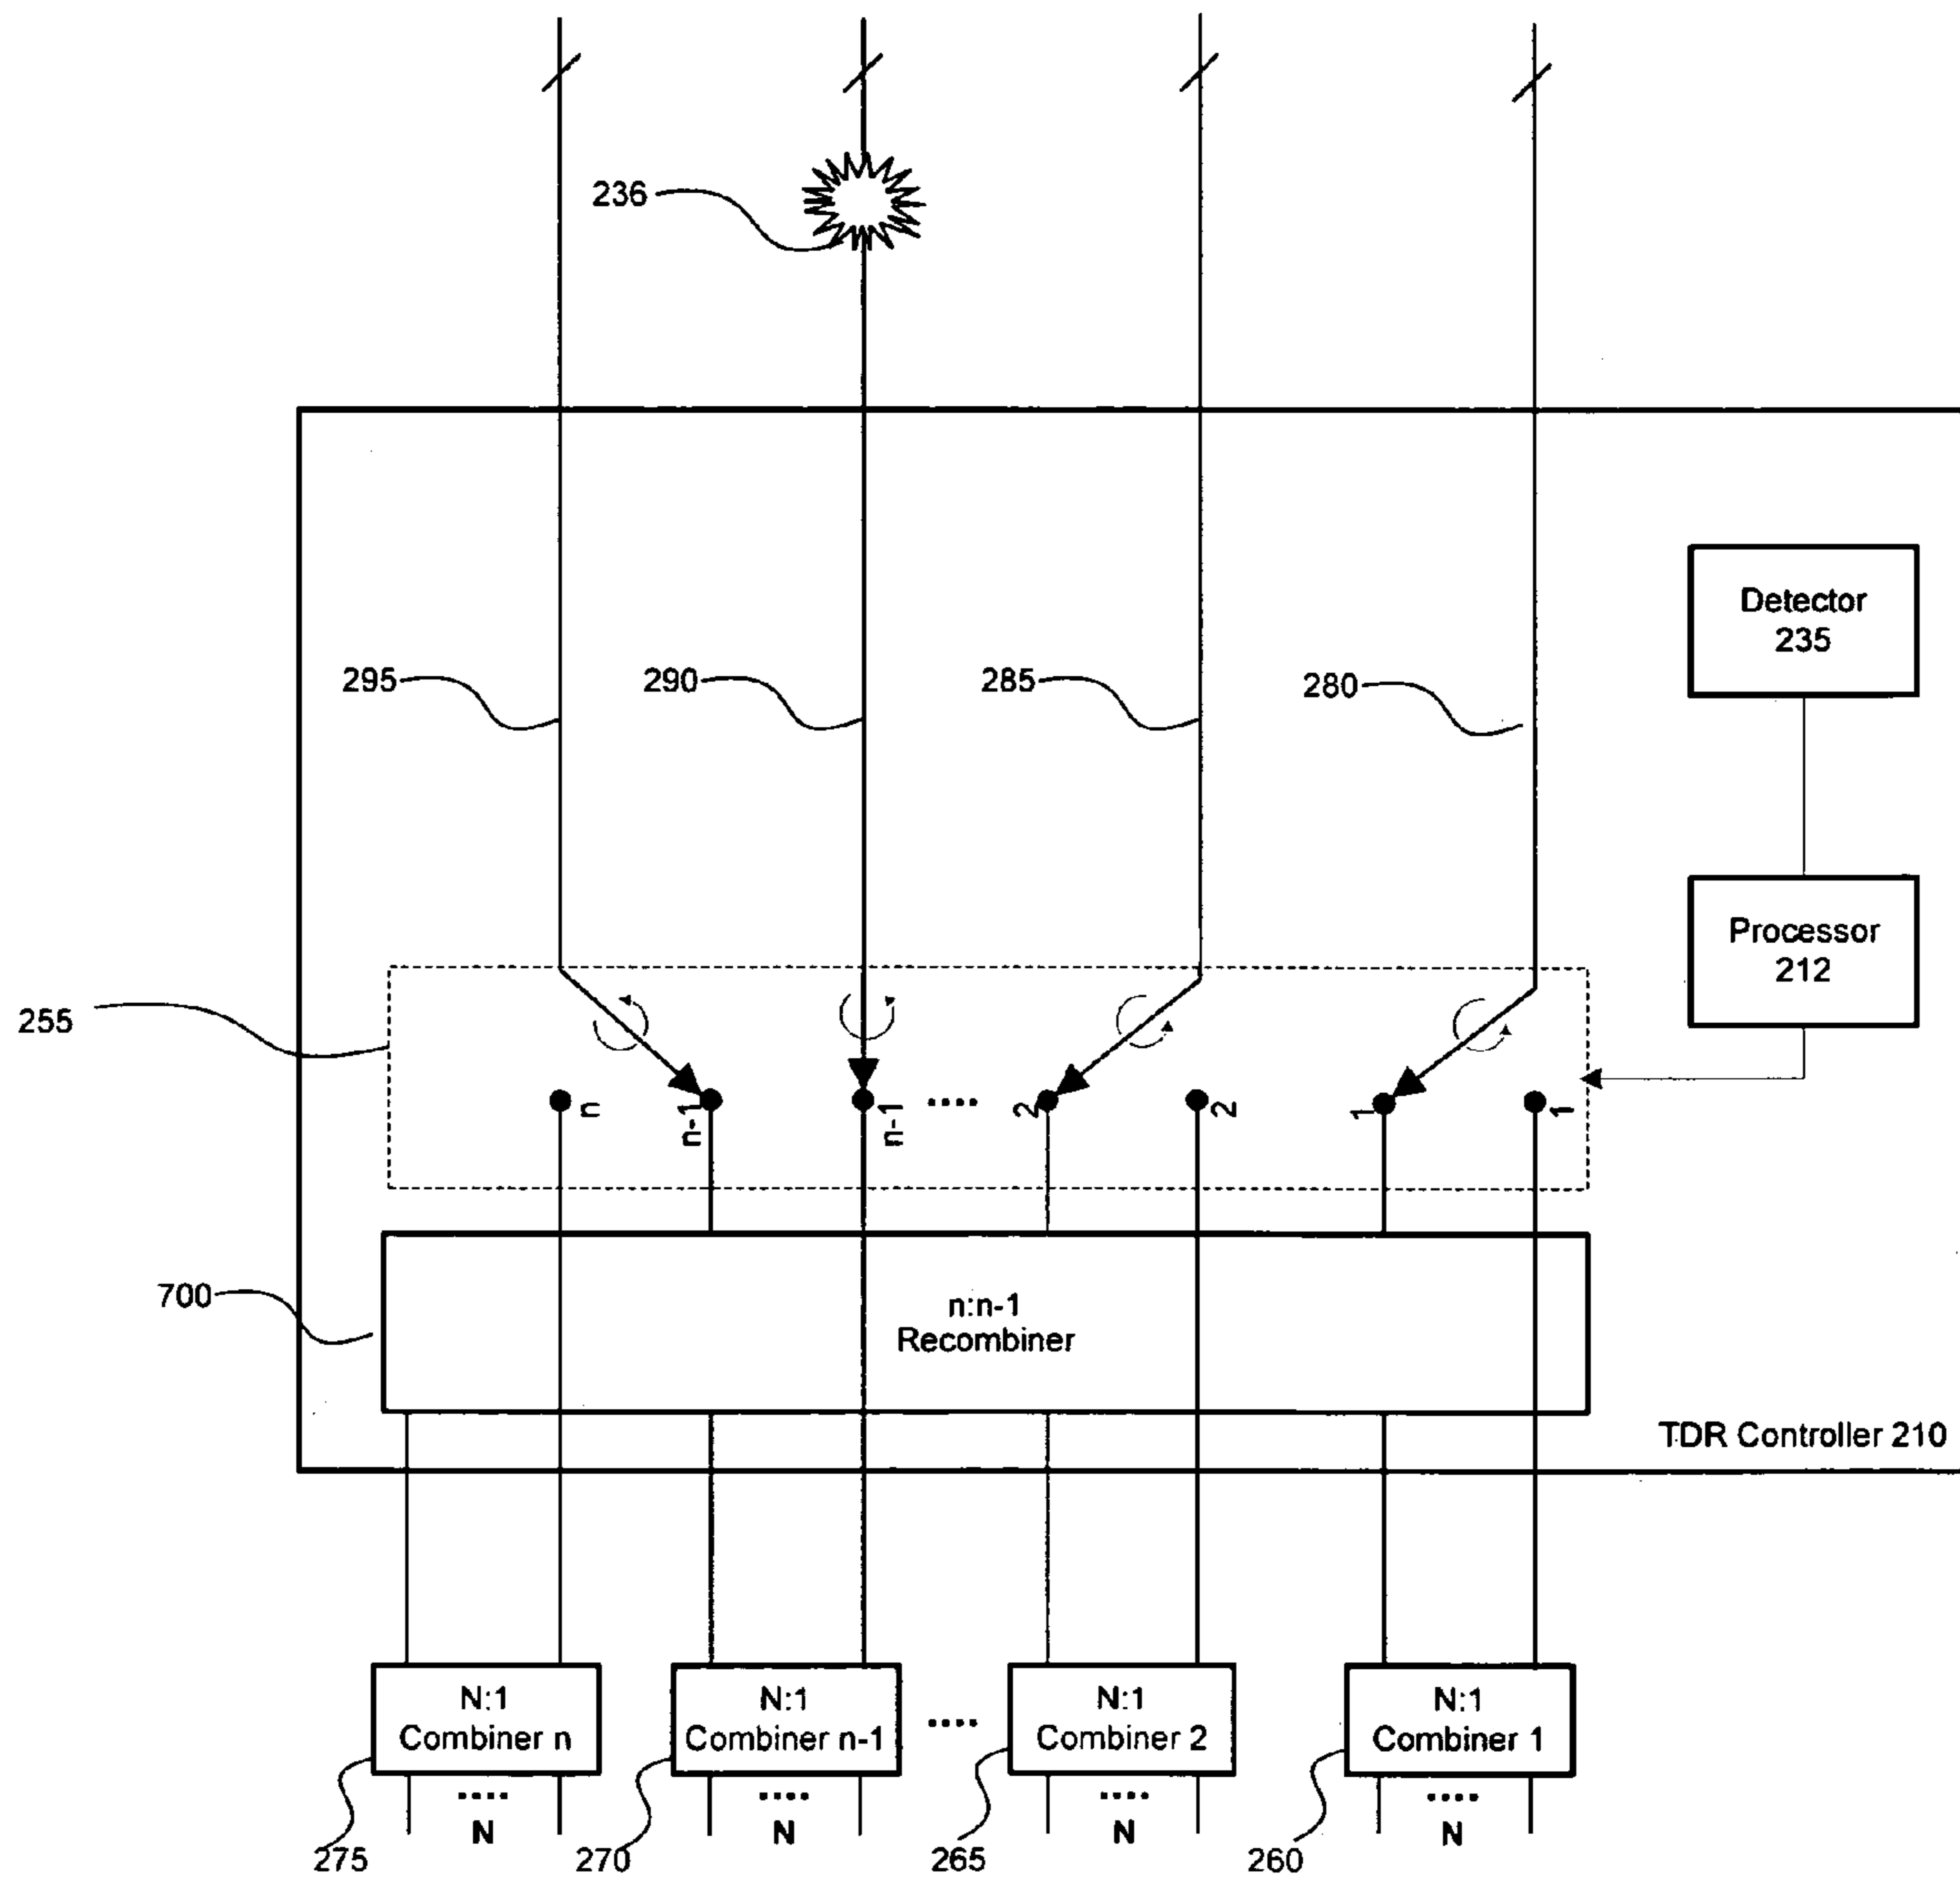 236
295
290
285
280
Detector
235
Processor
212
255
n
n-1
n-1
....
2
2
1
1
700
n:n-1
Recombiner
TDR Controller 210
N:1
Combiner n
N:1
Combiner n-1
....
N:1
Combiner 2
N:1
Combiner 1
....
N
....
N
....
N
....
N
275
270
265
260